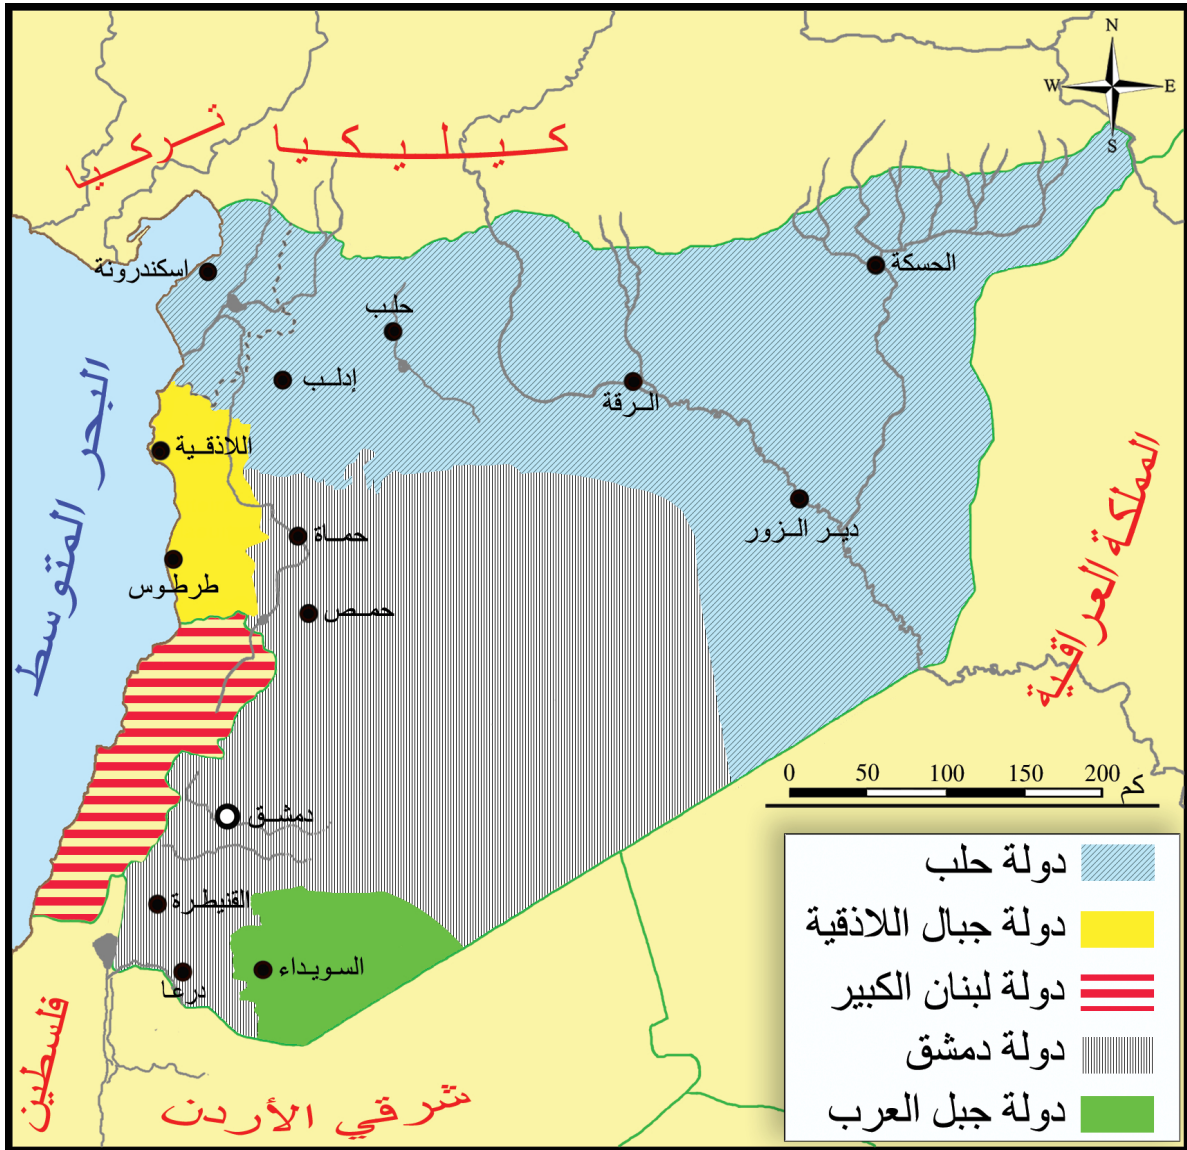 N
W
E
S
تركيا
كيليكيا
اسكندرونة
حلب
الحسكة
إدلب
الرقة
اللاذقية
دير الزور
حماة
طرطوس
حمص
البحر المتوسط
المملكة العراقية
دمشق
القنيطرة
السويداء
درعا
فلسطين
شرقي الأردن
0 50 100 150 200 كم
دولة حلب
دولة جبال اللاذقية
دولة لبنان الكبير
دولة دمشق
دولة جبل العرب